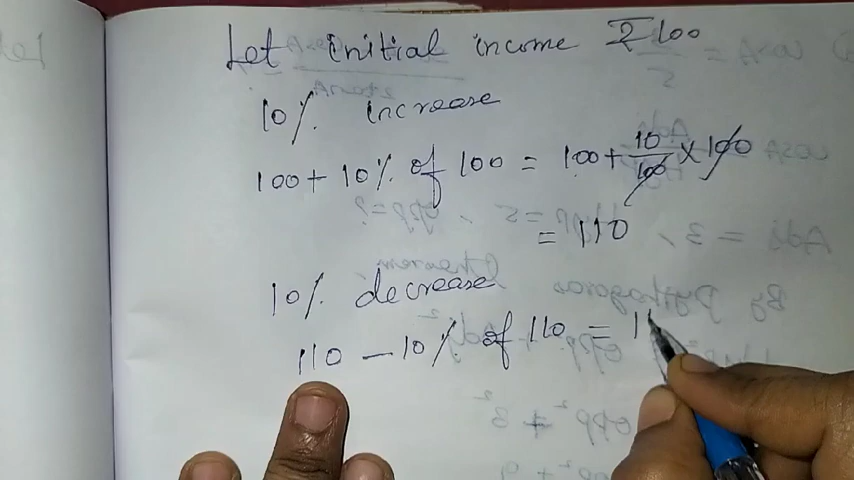 Let initial income ₹100
10% increase
100 + 10% of 100 = 100 + 10/100 × 100
= 110
10% decrease
110 - 10% of 110 = 11